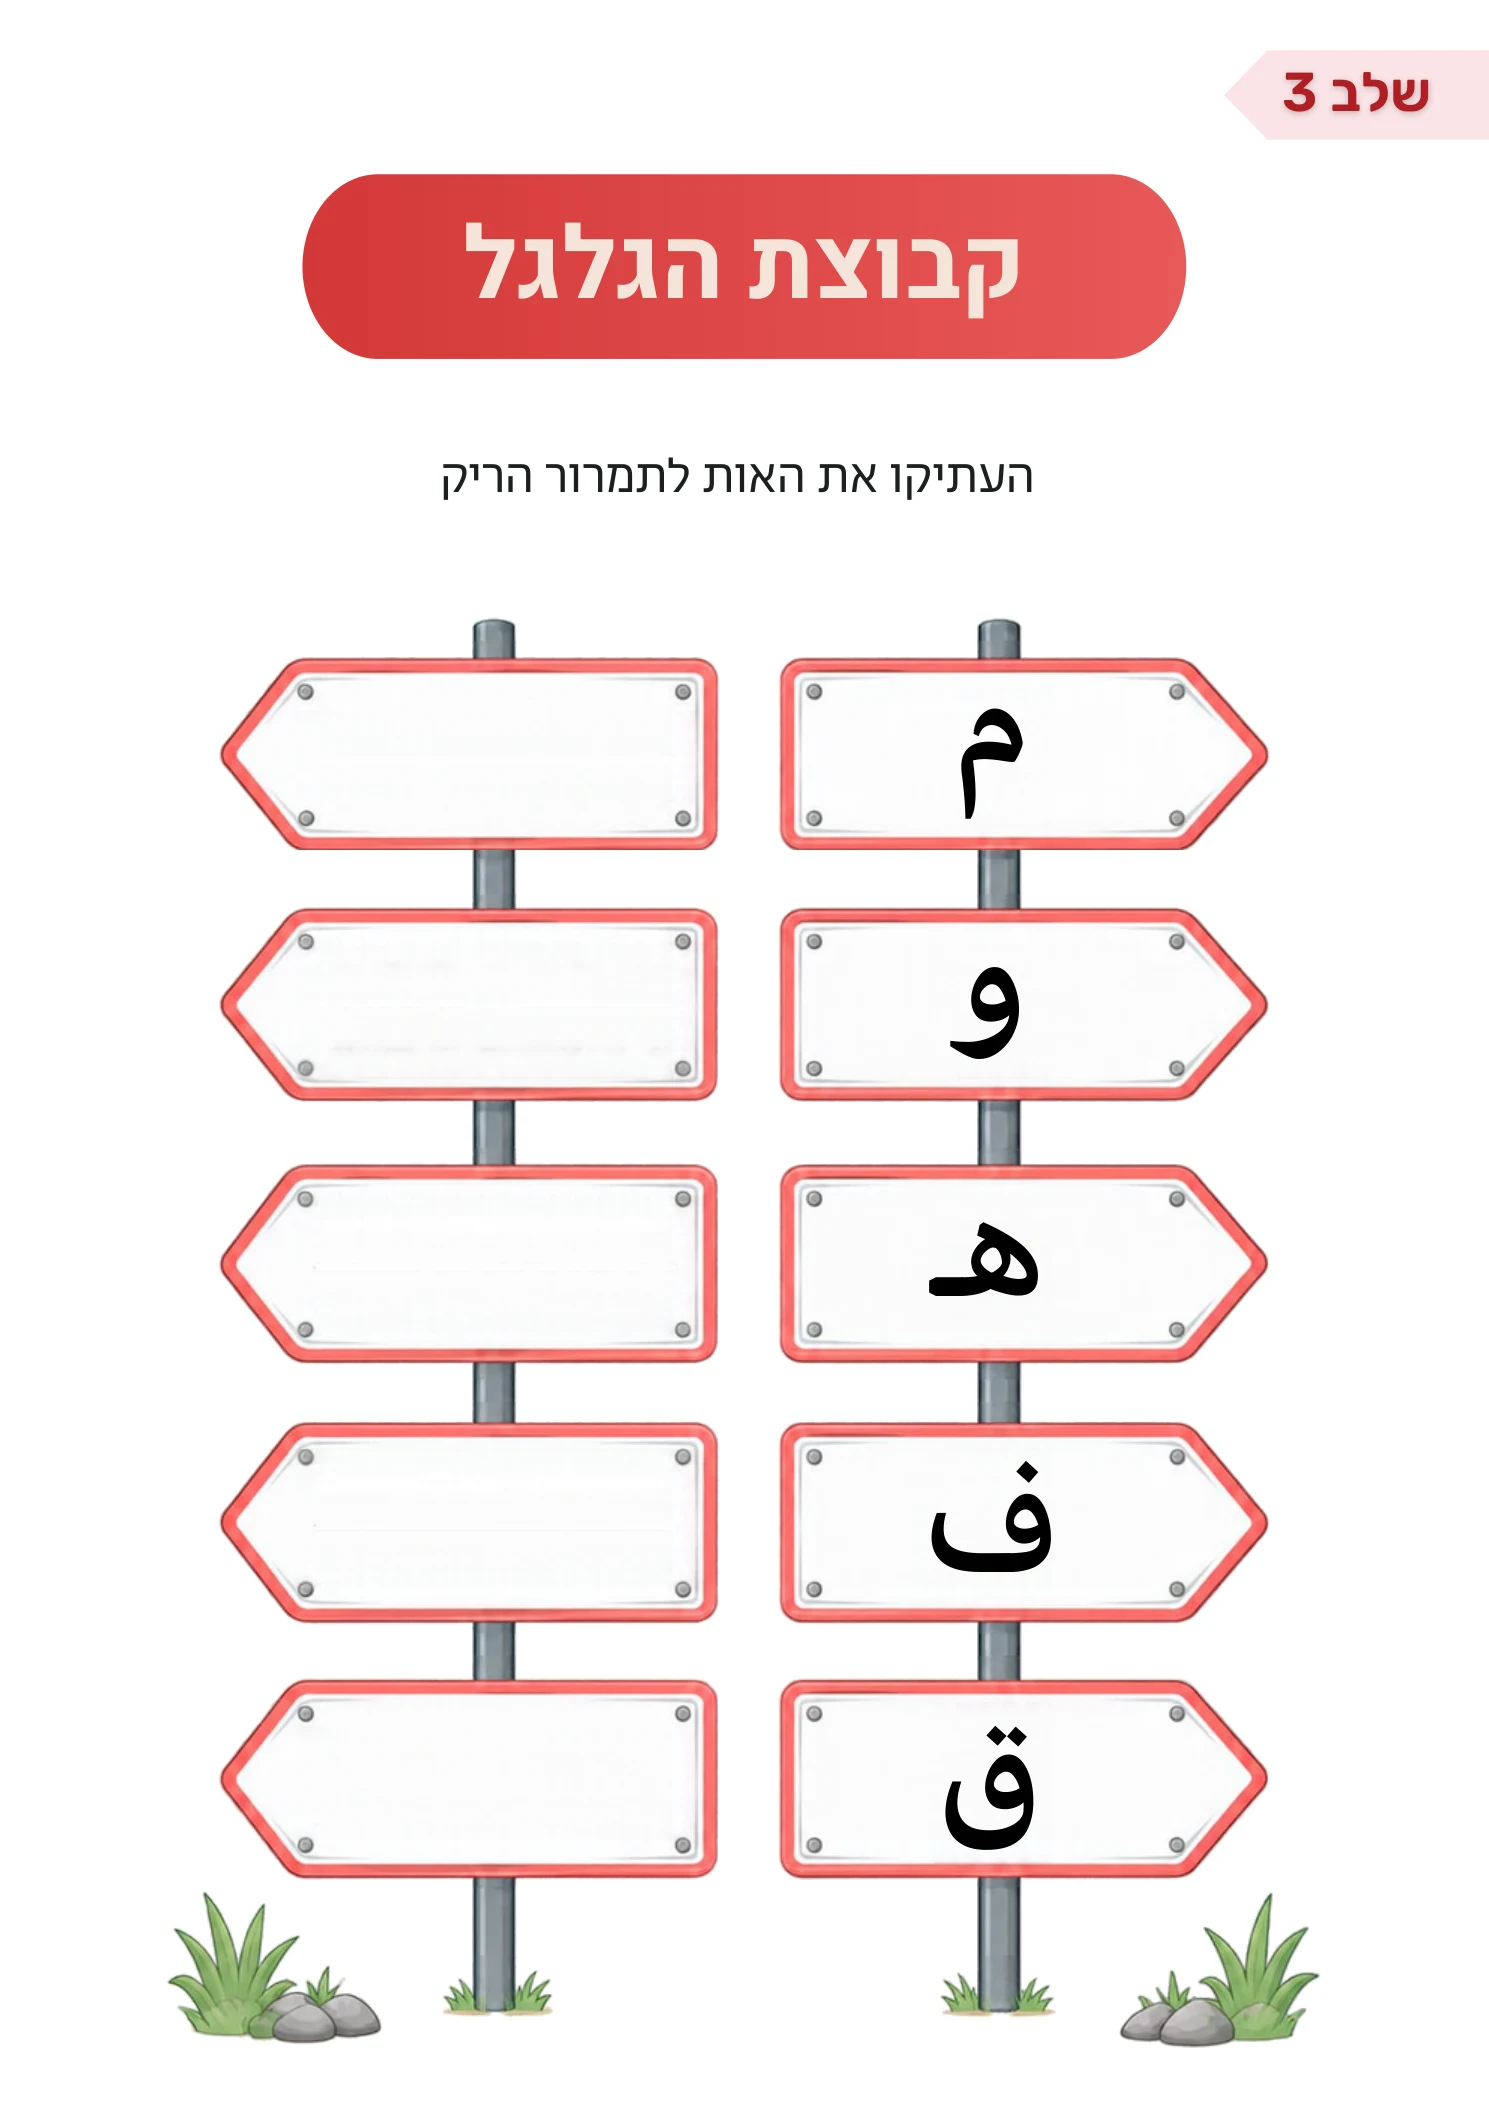 שלב 3
קבוצת הגלגל
העתיקו את האות לתמרור הריק
م
و
هـ
ف
ق